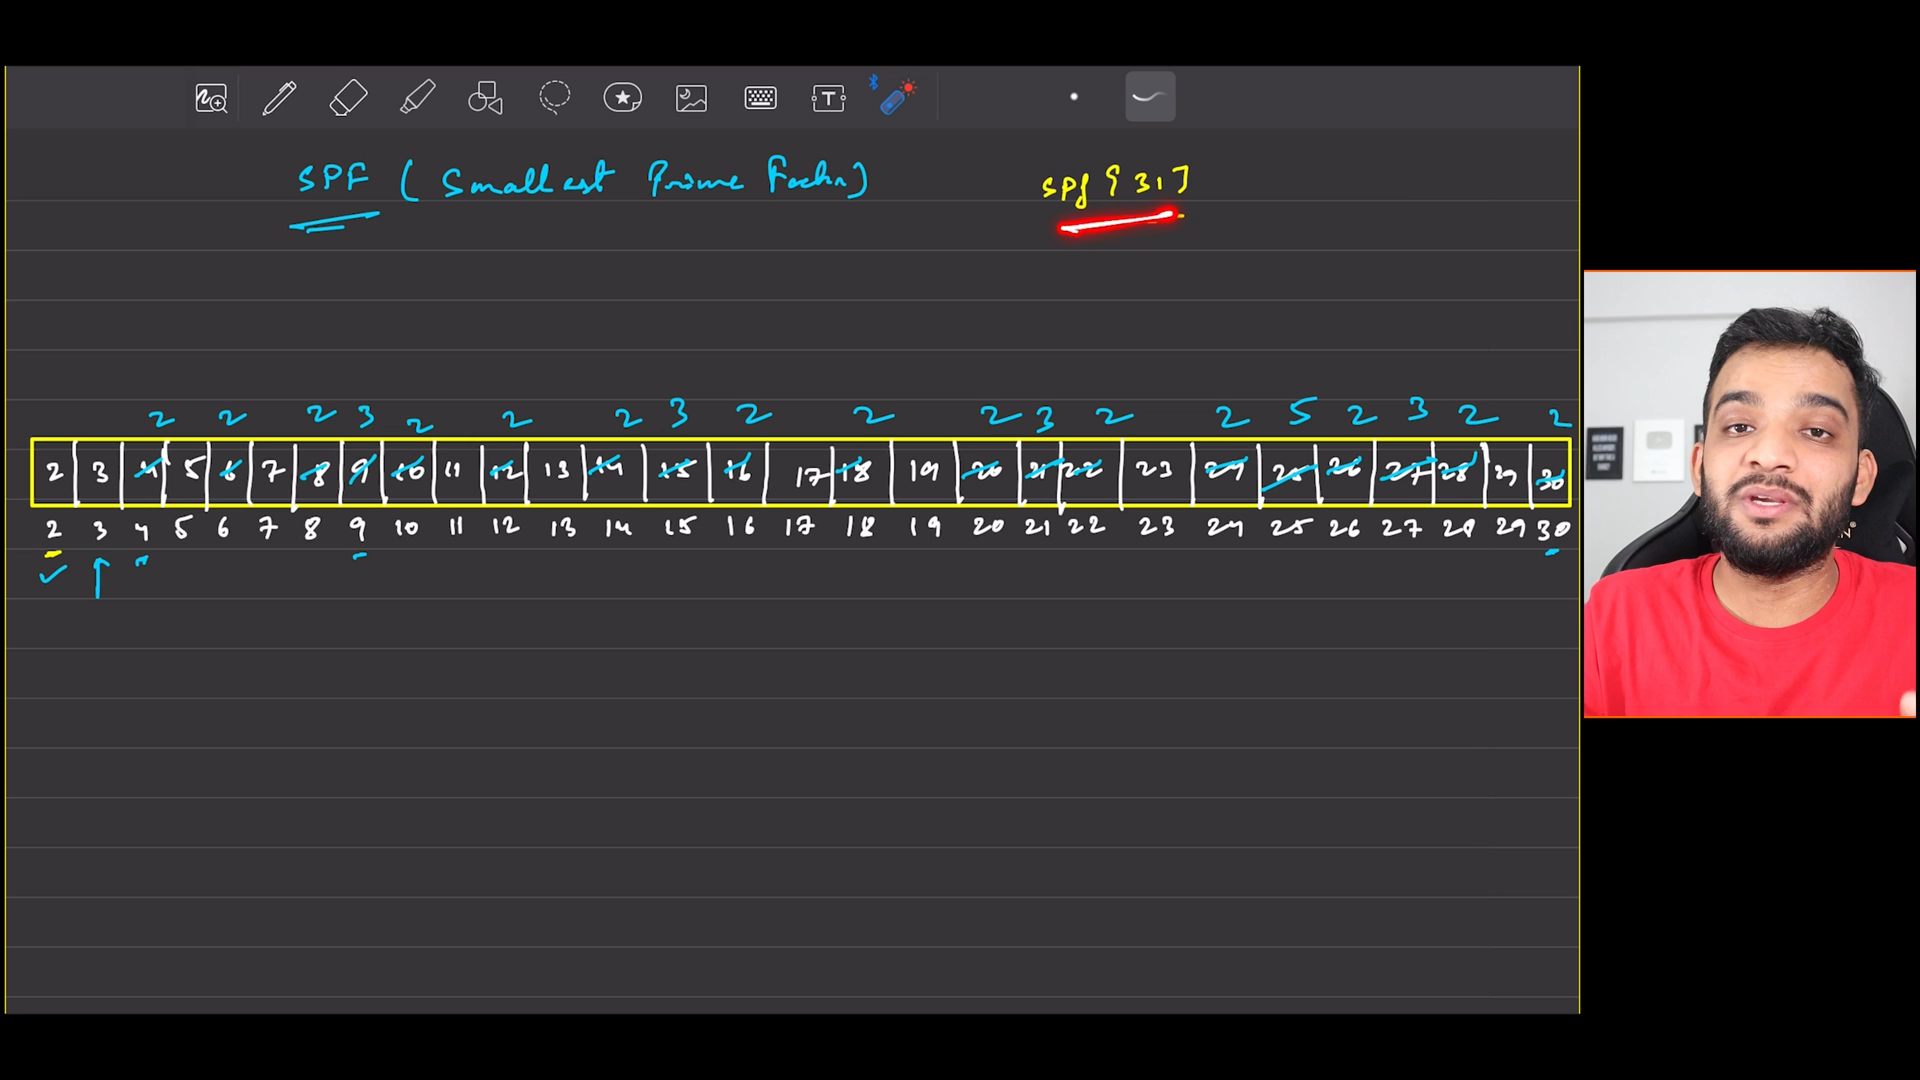 SPF (Smallest Prime Factor)
spf[31]
2 2 2 3 2 2 2 3 2 2 2 3 2 2 5 2 3 2 2
2 3 4 5 6 7 8 9 10 11 12 13 14 15 16 17 18 19 20 21 22 23 24 25 26 27 28 29 30
2 3 4 5 6 7 8 9 10 11 12 13 14 15 16 17 18 19 20 21 22 23 24 25 26 27 28 29 30